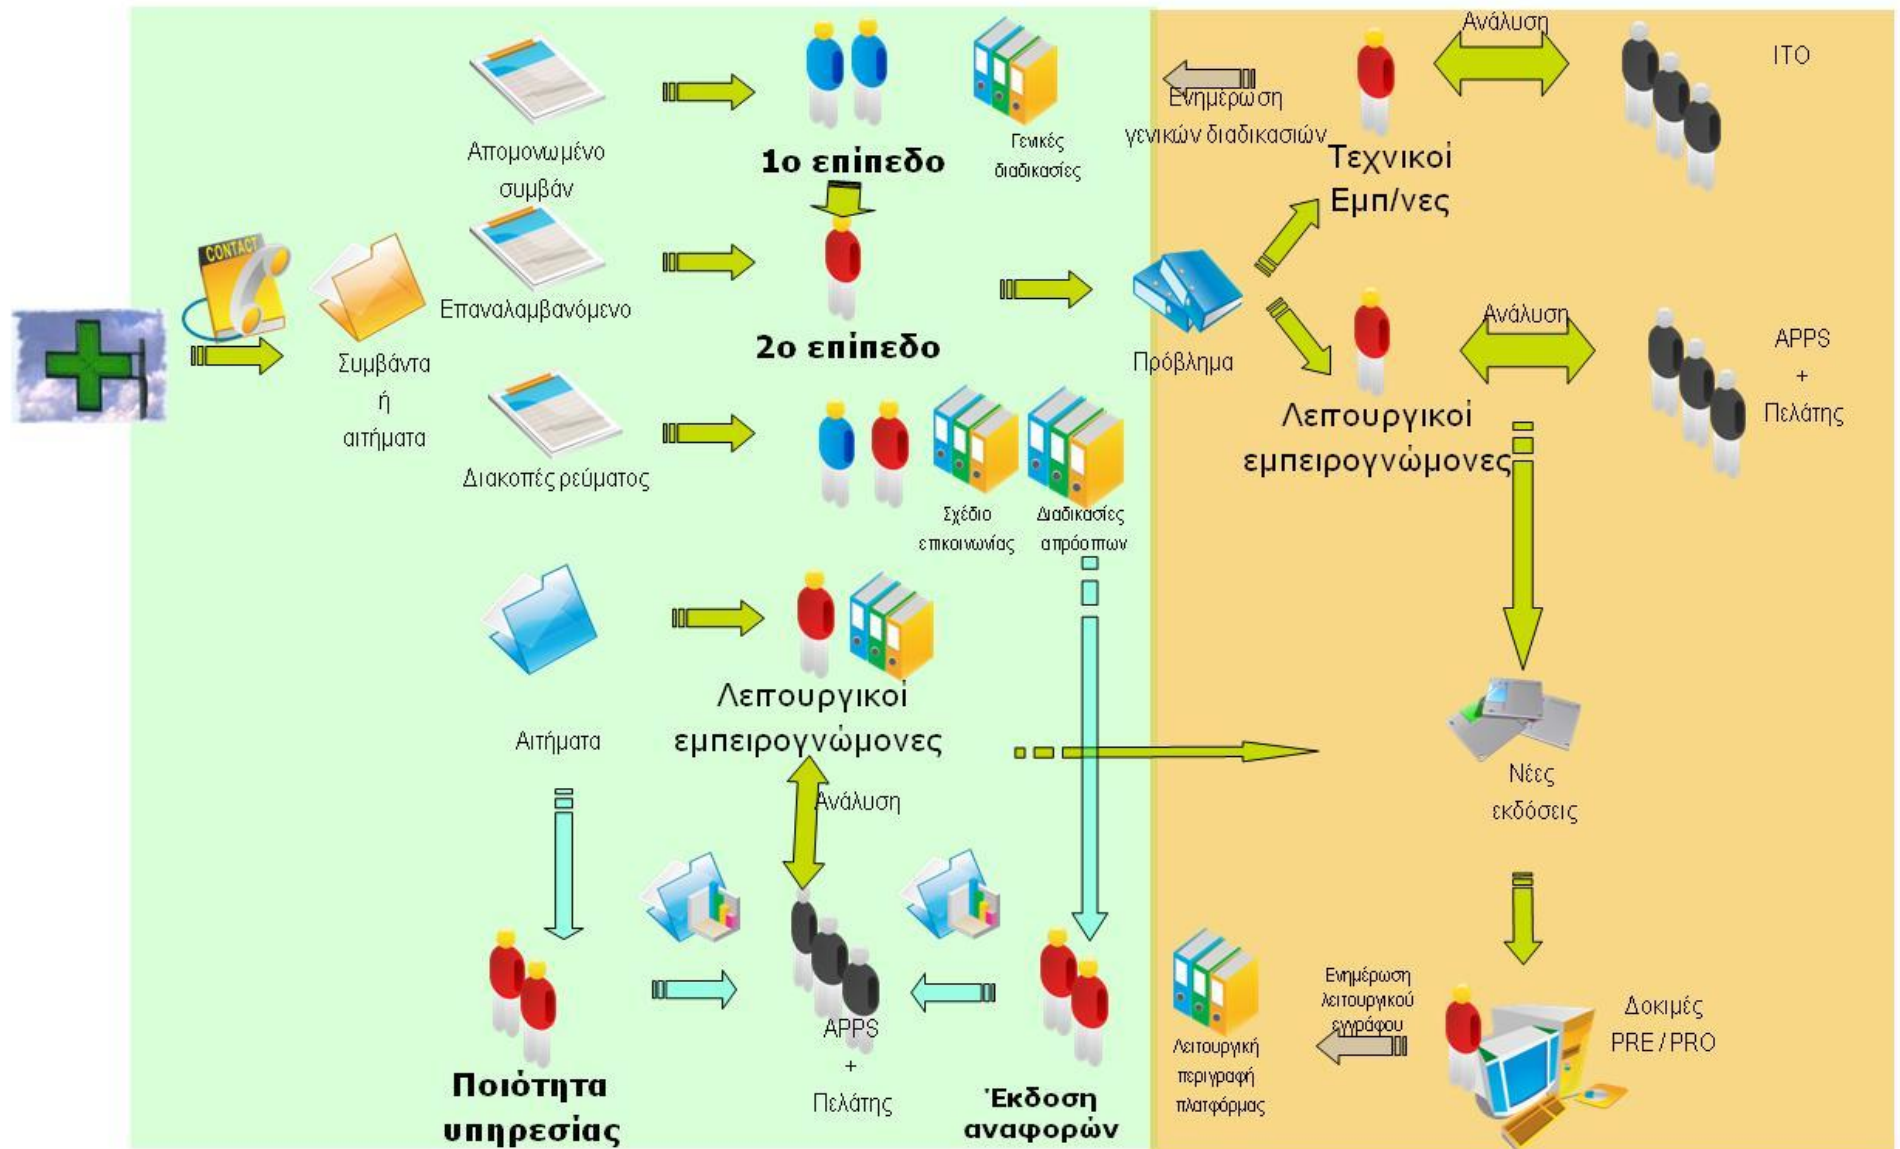 CONTACT
Συμβάντα
ή
αιτήματα
Απομονωμένο
συμβάν
Επαναλαμβανόμενο
Διακοπές ρεύματος
1ο επίπεδο
2ο επίπεδο
Γενικές
διαδικασίες
Σχέδιο
επικοινωνίας
Διαδικασίες
απρόοπτων
Αιτήματα
Λειτουργικοί
εμπειρογνώμονες
Ανάλυση
Ποιότητα
υπηρεσίας
APPS
+
Πελάτης
Έκδοση
αναφορών
Ενημέρωση
γενικών διαδικασιών
Τεχνικοί
Εμπ/νες
Ανάλυση
ITO
Πρόβλημα
Λειτουργικοί
εμπειρογνώμονες
Ανάλυση
APPS
+
Πελάτης
Νέες
εκδόσεις
Δοκιμές
PRE / PRO
Ενημέρωση
λειτουργικού
εγγράφου
Λειτουργική
περιγραφή
πλατφόρμας